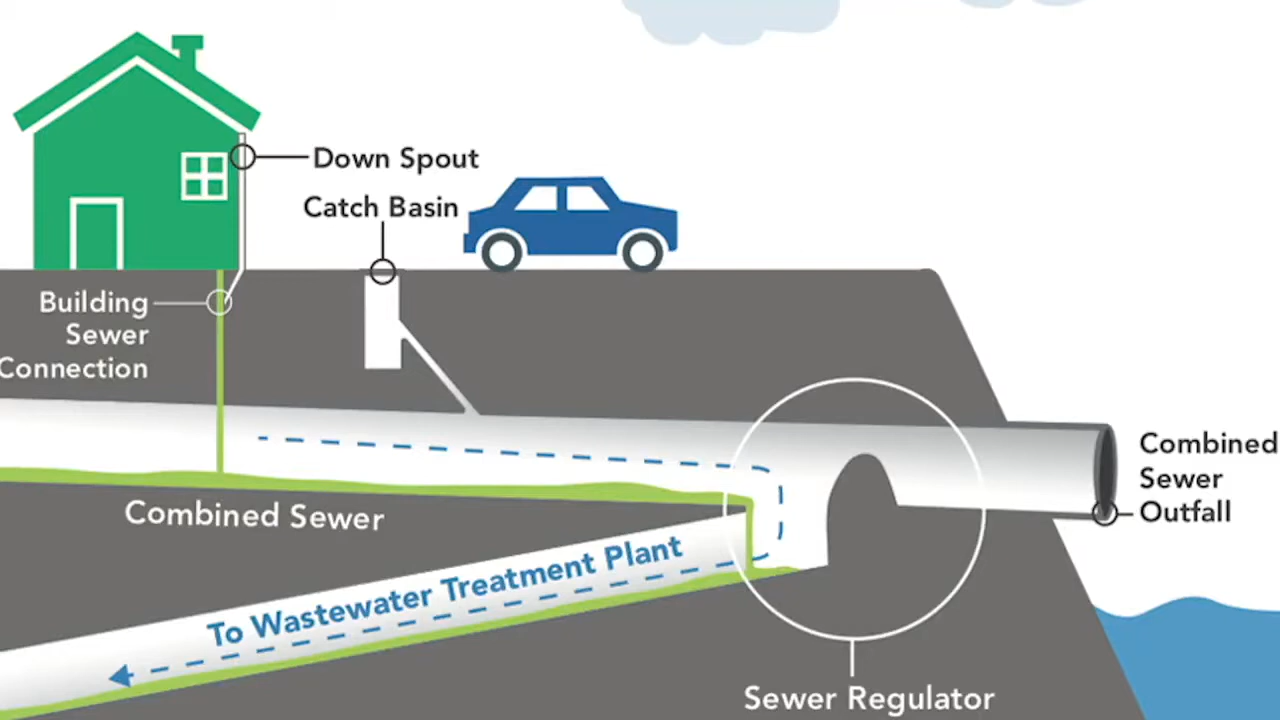 Down Spout
Catch Basin
Building
Sewer
Connection
Combined
Sewer
Outfall
Combined Sewer
To Wastewater Treatment Plant
Sewer Regulator